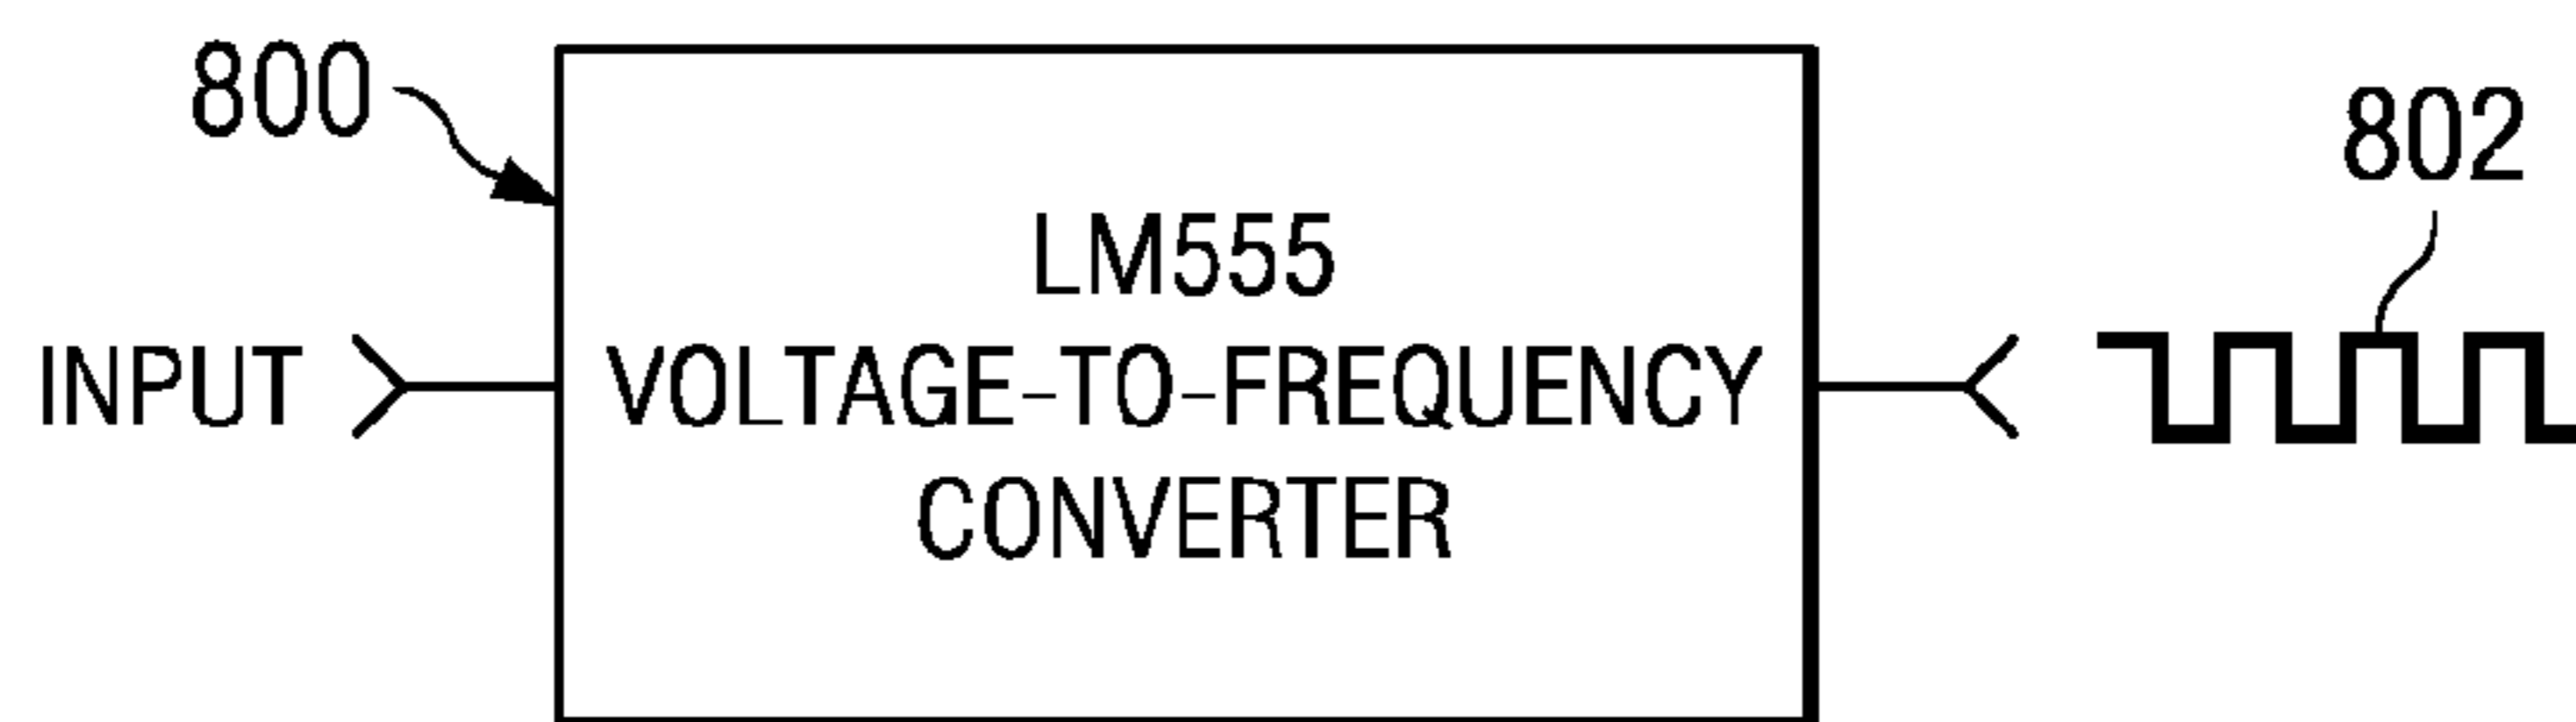 800
802
LM555
INPUT
VOLTAGE-TO-FREQUENCY
CONVERTER